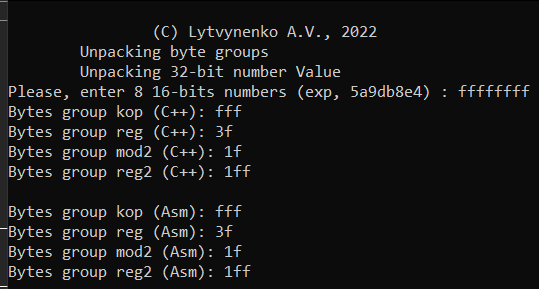 (C) Lytvynenko A.V., 2022
Unpacking byte groups
Unpacking 32-bit number Value
Please, enter 8 16-bits numbers (exp, 5a9db8e4) : ffffffff
Bytes group kop (C++): fff
Bytes group reg (C++): 3f
Bytes group mod2 (C++): 1f
Bytes group reg2 (C++): 1ff
Bytes group kop (Asm): fff
Bytes group reg (Asm): 3f
Bytes group mod2 (Asm): 1f
Bytes group reg2 (Asm): 1ff